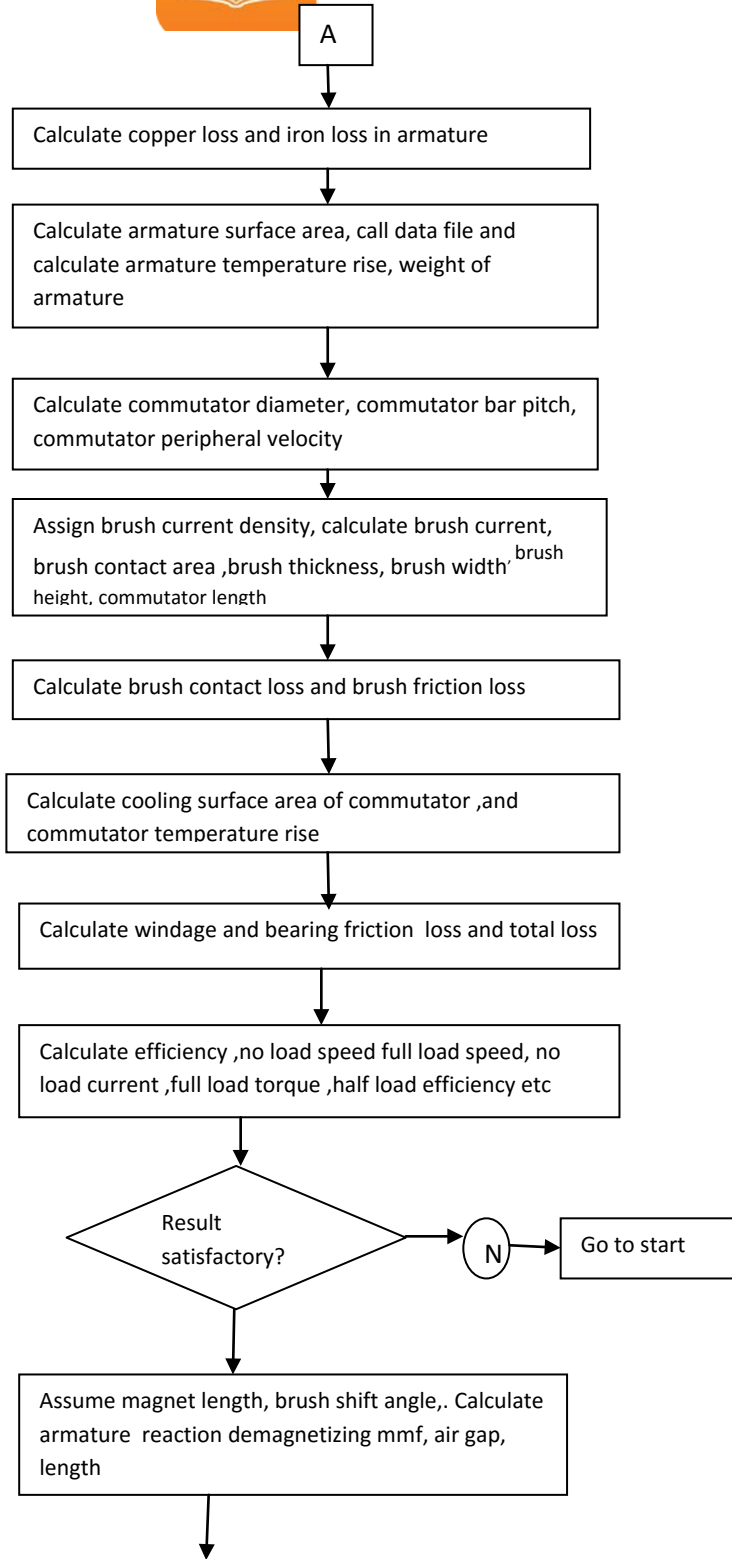 A
Calculate copper loss and iron loss in armature
Calculate armature surface area, call data file and
calculate armature temperature rise, weight of
armature
Calculate commutator diameter, commutator bar pitch,
commutator peripheral velocity
Assign brush current density, calculate brush current,
brush contact area ,brush thickness, brush width, brush
height, commutator length
Calculate brush contact loss and brush friction loss
Calculate cooling surface area of commutator ,and
commutator temperature rise
Calculate windage and bearing friction  loss and total loss
Calculate efficiency ,no load speed full load speed, no
load current ,full load torque ,half load efficiency etc
Result
satisfactory?
N
Go to start
Assume magnet length, brush shift angle,. Calculate
armature  reaction demagnetizing mmf, air gap,
length